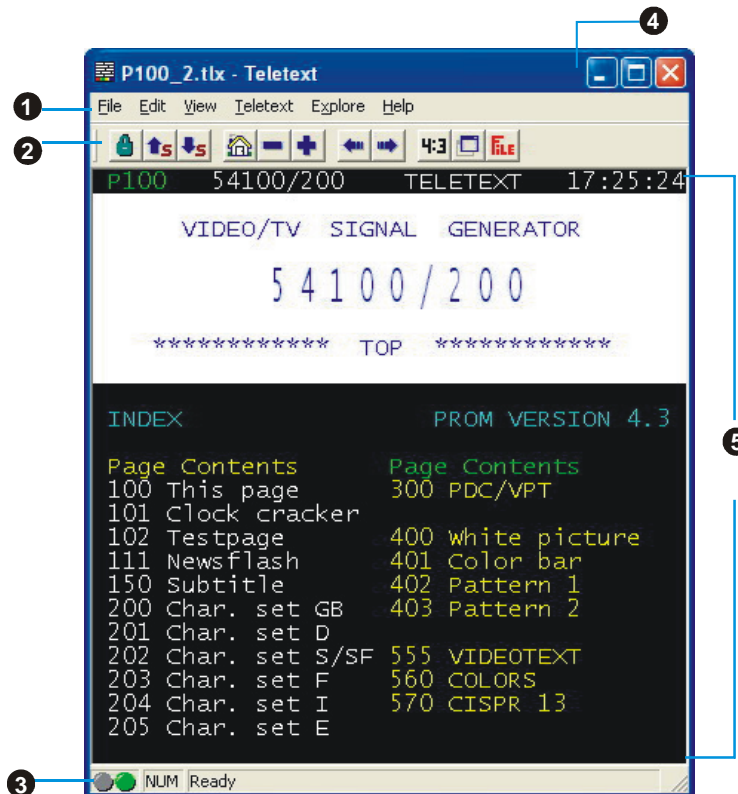 4
P100_2.tlx - Teletext
1
File Edit View Teletext Explore Help
2
S S 4:3 FILE
P100 54100/200 TELETEXT 17:25:24
VIDEO/TV SIGNAL GENERATOR
54100/200
************ TOP ************
INDEX PROM VERSION 4.3
5
Page Contents Page Contents
100 This page 300 PDC/VPT
101 Clock cracker
102 Testpage 400 White picture
111 Newsflash 401 Color bar
150 Subtitle 402 Pattern 1
200 Char. set GB 403 Pattern 2
201 Char. set D
202 Char. set S/SF 555 VIDEOTEXT
203 Char. set F 560 COLORS
204 Char. set I 570 CISPR 13
205 Char. set E
3
NUM Ready